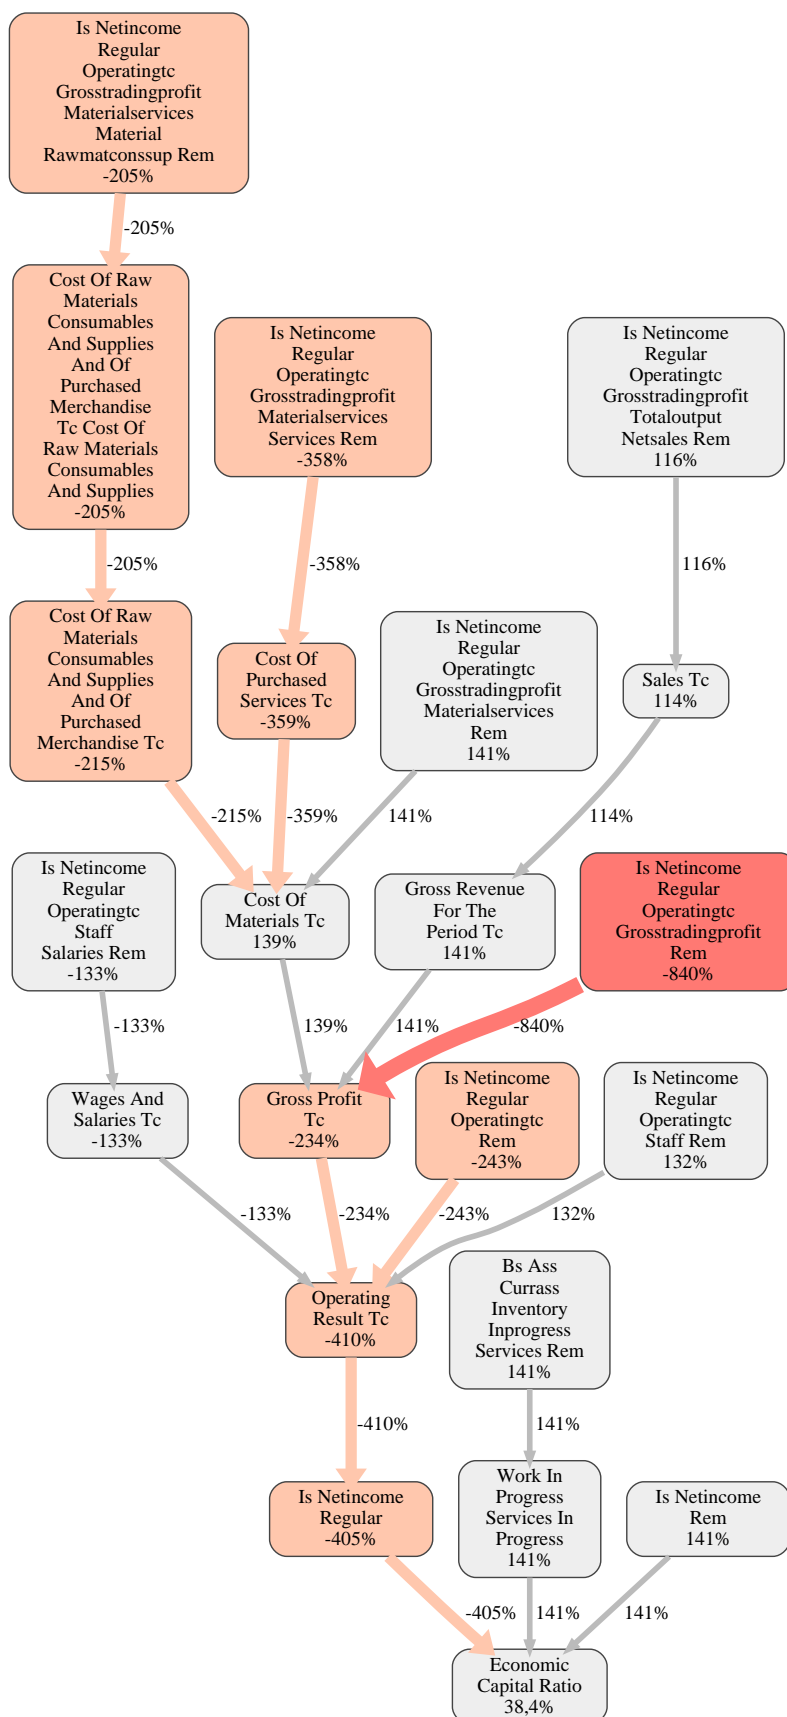 Is Netincome
Regular
Operatingtc
Grosstradingprofit
Materialservices
Material
Rawmatconssup Rem
-205%
-205%
Cost Of Raw
Materials
Consumables
And Supplies
And Of
Purchased
Merchandise
Tc Cost Of
Raw Materials
Consumables
And Supplies
-205%
Is Netincome
Regular
Operatingtc
Grosstradingprofit
Materialservices
Services Rem
-358%
Is Netincome
Regular
Operatingtc
Grosstradingprofit
Totaloutput
Netsales Rem
116%
-205%
-358%
116%
Cost Of Raw
Materials
Consumables
And Supplies
And Of
Purchased
Merchandise Tc
-215%
Cost Of
Purchased
Services Tc
-359%
Is Netincome
Regular
Operatingtc
Grosstradingprofit
Materialservices
Rem
141%
Sales Tc
114%
-215%
-359%
141%
114%
Is Netincome
Regular
Operatingtc
Staff
Salaries Rem
-133%
Cost Of
Materials Tc
139%
Gross Revenue
For The
Period Tc
141%
Is Netincome
Regular
Operatingtc
Grosstradingprofit
Rem
-840%
-133%
139%
141%
-840%
Wages And
Salaries Tc
-133%
Gross Profit
Tc
-234%
Is Netincome
Regular
Operatingtc
Rem
-243%
Is Netincome
Regular
Operatingtc
Staff Rem
132%
-133%
-234%
-243%
132%
Operating
Result Tc
-410%
Bs Ass
Currass
Inventory
Inprogress
Services Rem
141%
-410%
141%
Is Netincome
Regular
-405%
Work In
Progress
Services In
Progress
141%
Is Netincome
Rem
141%
-405%
141%
141%
Economic
Capital Ratio
38,4%